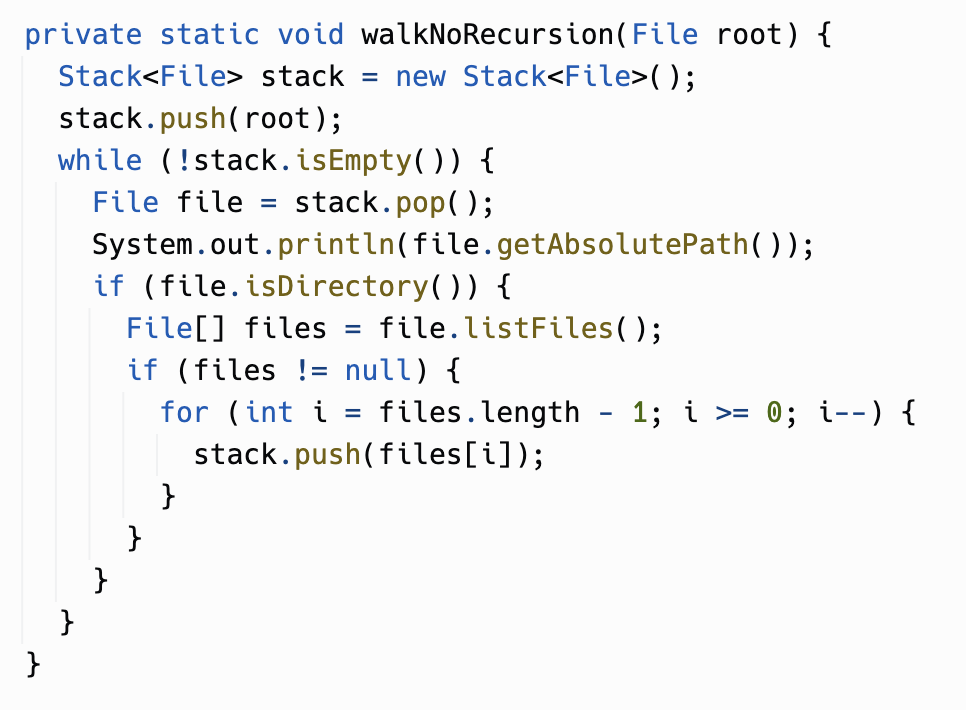 private static void walkNoRecursion(File root) {
  Stack<File> stack = new Stack<File>();
  stack.push(root);
  while (!stack.isEmpty()) {
    File file = stack.pop();
    System.out.println(file.getAbsolutePath());
    if (file.isDirectory()) {
      File[] files = file.listFiles();
      if (files != null) {
        for (int i = files.length - 1; i >= 0; i--) {
          stack.push(files[i]);
        }
      }
    }
  }
}